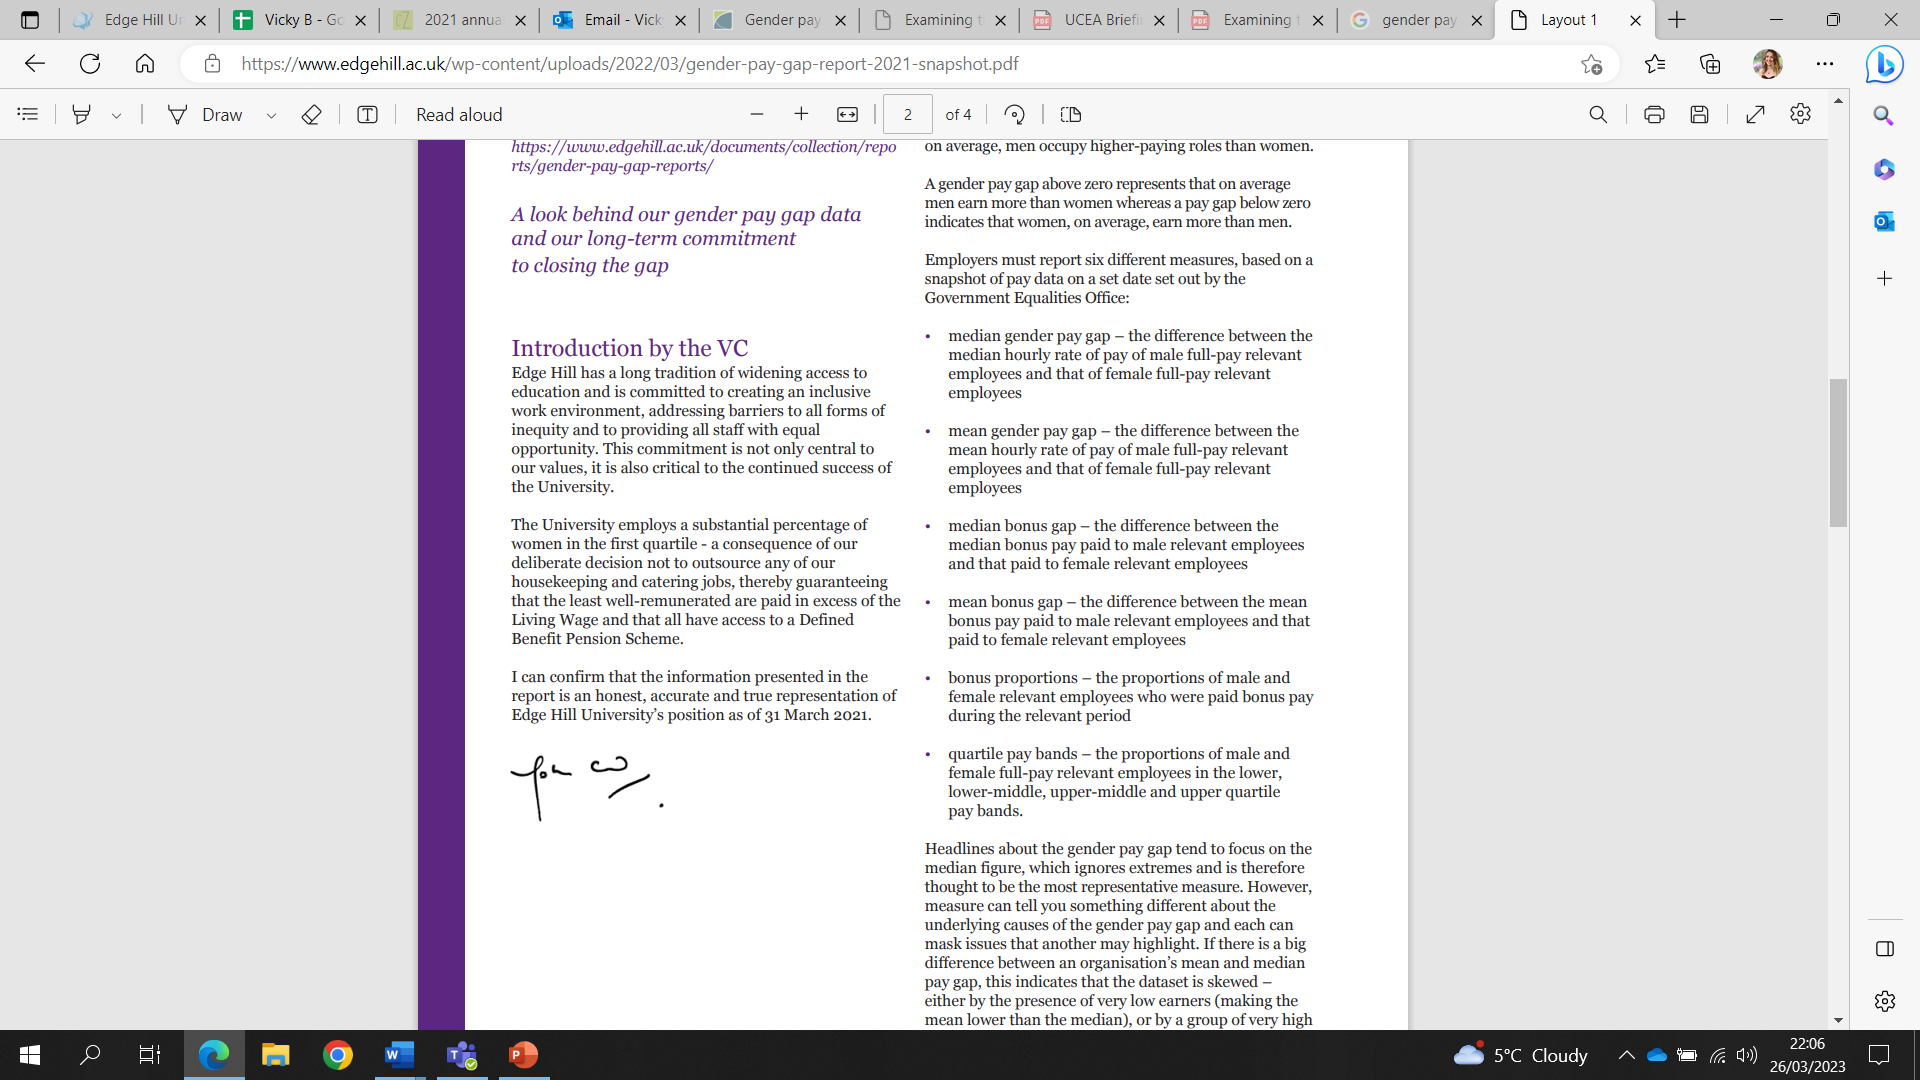 Edge Hill Ur
Vicky B - Go
2021 annua
Email - Vick
Gender pay
Examining t
UCEA Briefi
Examining t
gender pay
Layout 1
https://www.edgehill.ac.uk/wp-content/uploads/2022/03/gender-pay-gap-report-2021-snapshot.pdf
Draw
Read aloud
2 of 4
https://www.edgehill.ac.uk/documents/collection/repo
rts/gender-pay-gap-reports/
A look behind our gender pay gap data
and our long-term commitment
to closing the gap
Introduction by the VC
Edge Hill has a long tradition of widening access to
education and is committed to creating an inclusive
work environment, addressing barriers to all forms of
inequity and to providing all staff with equal
opportunity. This commitment is not only central to
our values, it is also critical to the continued success of
the University.
The University employs a substantial percentage of
women in the first quartile - a consequence of our
deliberate decision not to outsource any of our
housekeeping and catering jobs, thereby guaranteeing
that the least well-remunerated are paid in excess of the
Living Wage and that all have access to a Defined
Benefit Pension Scheme.
I can confirm that the information presented in the
report is an honest, accurate and true representation of
Edge Hill University's position as of 31 March 2021.
on average, men occupy higher-paying roles than women.
A gender pay gap above zero represents that on average
men earn more than women whereas a pay gap below zero
indicates that women, on average, earn more than men.
Employers must report six different measures, based on a
snapshot of pay data on a set date set out by the
Government Equalities Office:
• median gender pay gap – the difference between the
median hourly rate of pay of male full-pay relevant
employees and that of female full-pay relevant
employees
• mean gender pay gap – the difference between the
mean hourly rate of pay of male full-pay relevant
employees and that of female full-pay relevant
employees
• median bonus gap – the difference between the
median bonus pay paid to male relevant employees
and that paid to female relevant employees
• mean bonus gap – the difference between the mean
bonus pay paid to male relevant employees and that
paid to female relevant employees
• bonus proportions – the proportions of male and
female relevant employees who were paid bonus pay
during the relevant period
• quartile pay bands – the proportions of male and
female full-pay relevant employees in the lower,
lower-middle, upper-middle and upper quartile
pay bands.
Headlines about the gender pay gap tend to focus on the
median figure, which ignores extremes and is therefore
thought to be the most representative measure. However,
measure can tell you something different about the
underlying causes of the gender pay gap and each can
mask issues that another may highlight. If there is a big
difference between an organisation's mean and median
pay gap, this indicates that the dataset is skewed –
either by the presence of very low earners (making the
mean lower than the median), or by a group of very high
5°C Cloudy
22:06
26/03/2023